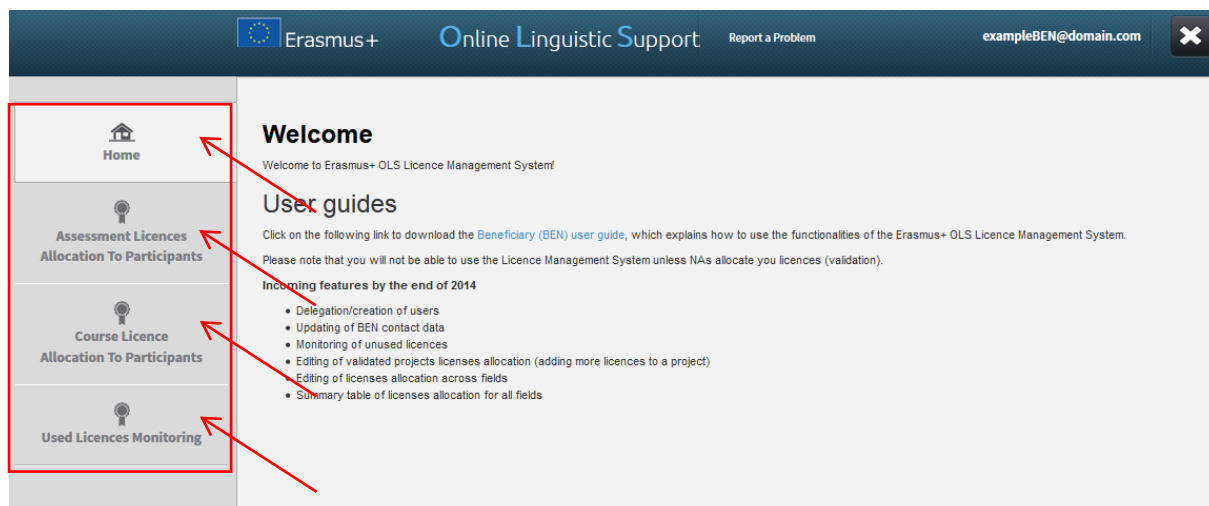 Erasmus+ Online Linguistic Support Report a Problem exampleBEN@domain.com
Home
Assessment Licences
Allocation To Participants
Course Licence
Allocation To Participants
Used Licences Monitoring
Welcome
Welcome to Erasmus+ OLS Licence Management System!
User guides
Click on the following link to download the Beneficiary (BEN) user guide, which explains how to use the functionalities of the Erasmus+ OLS Licence Management System.
Please note that you will not be able to use the Licence Management System unless NAs allocate you licences (validation).
Incoming features by the end of 2014
• Delegation/creation of users
• Updating of BEN contact data
• Monitoring of unused licences
• Editing of validated projects licenses allocation (adding more licences to a project)
• Editing of licenses allocation across fields
• Summary table of licenses allocation for all fields